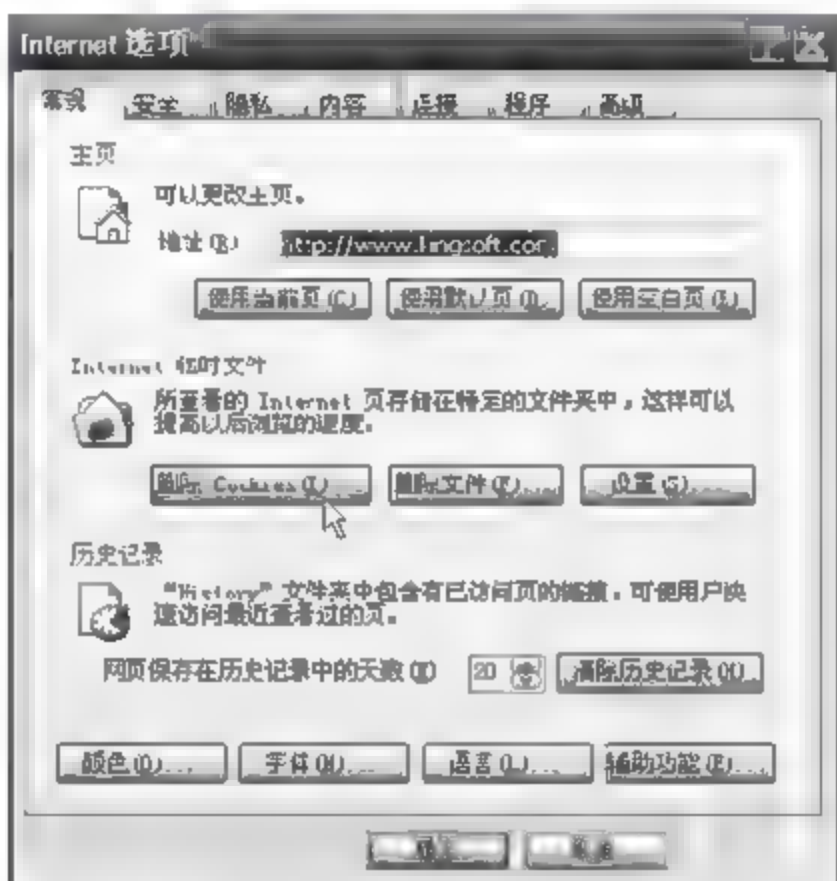 Internet 选项
常规 安全 隐私 内容 连接 程序 高级
主页
可以更改主页。
地址(R)
使用当前页(C) 使用默认页 使用空白页
Internet 临时文件
所查看的 Internet 页存储在特定的文件夹中，这样可以
提高以后浏览的速度。
删除 Cookies(I)... 删除文件(F)... 设置(S)...
历史记录
“History”文件夹中包含有已访问页的链接，可使用户快
速访问最近查看过的页。
网页保存在历史记录中的天数(K) 20 清除历史记录(H)
颜色(O)... 字体(N)... 语言(L)... 辅助功能(E)...